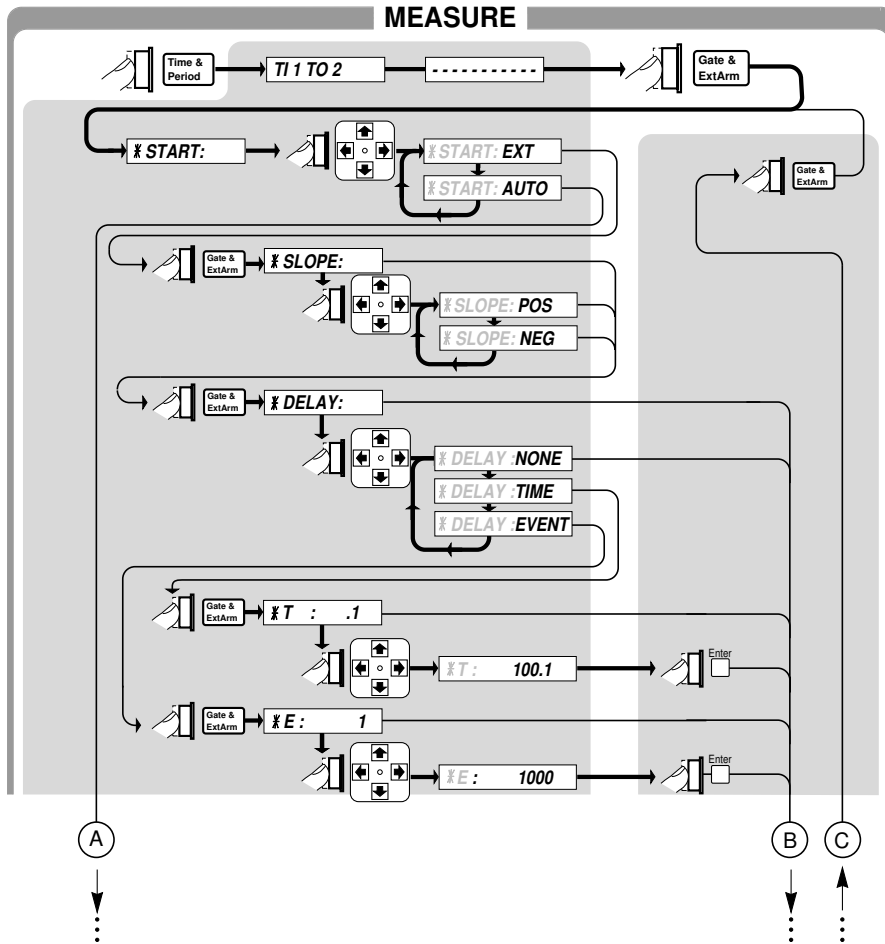 MEASURE
Time &
Period
TI 1 TO 2
- - - - - - - - - - -
Gate &
ExtArm
* START:
* START: EXT
* START: AUTO
Gate &
ExtArm
Gate &
ExtArm
* SLOPE:
* SLOPE: POS
* SLOPE: NEG
Gate &
ExtArm
* DELAY:
* DELAY :NONE
* DELAY :TIME
* DELAY :EVENT
Gate &
ExtArm
* T : .1
* T : 100.1
Enter
Gate &
ExtArm
* E : 1
* E : 1000
Enter
A
B
C